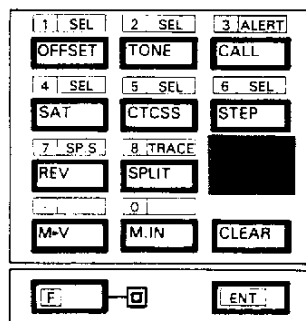 1 SEL 2 SEL 3 ALERT
OFFSET TONE CALL
4 SEL 5 SEL 6 SEL
SAT CTCSS STEP
7 SP.S 8 TRACE
REV SPLIT
. 0
M▸V M.IN CLEAR
F ENT